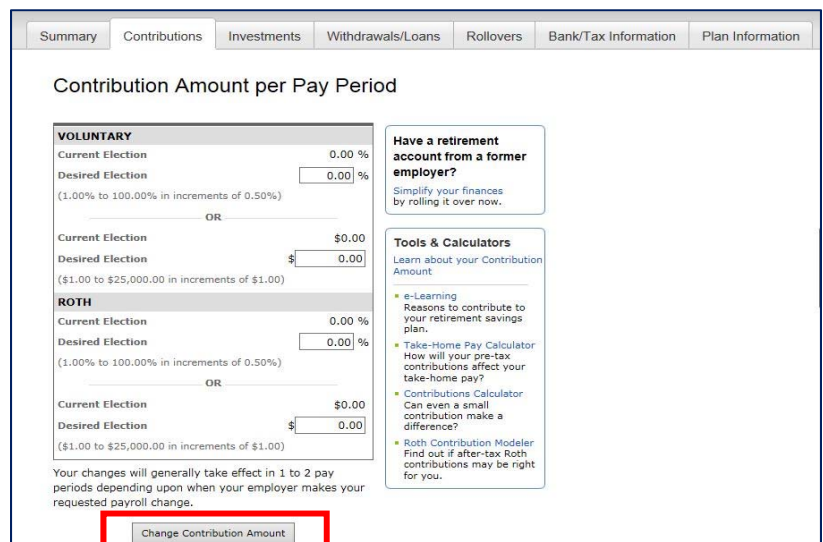 Summary Contributions Investments Withdrawals/Loans Rollovers Bank/Tax Information Plan Information
Contribution Amount per Pay Period
VOLUNTARY
Current Election 0.00 %
Desired Election 0.00 %
(1.00% to 100.00% in increments of 0.50%)
OR
Current Election $0.00
Desired Election $ 0.00
($1.00 to $25,000.00 in increments of $1.00)
ROTH
Current Election 0.00 %
Desired Election 0.00 %
(1.00% to 100.00% in increments of 0.50%)
OR
Current Election $0.00
Desired Election $ 0.00
($1.00 to $25,000.00 in increments of $1.00)
Your changes will generally take effect in 1 to 2 pay
periods depending upon when your employer makes your
requested payroll change.
Change Contribution Amount
Have a retirement
account from a former
employer?
Simplify your finances
by rolling it over now.
Tools & Calculators
Learn about your Contribution
Amount
e-Learning
Reasons to contribute to
your retirement savings
plan.
Take-Home Pay Calculator
How will your pre-tax
contributions affect your
take-home pay?
Contributions Calculator
Can even a small
contribution make a
difference?
Roth Contribution Modeler
Find out if after-tax Roth
contributions may be right
for you.